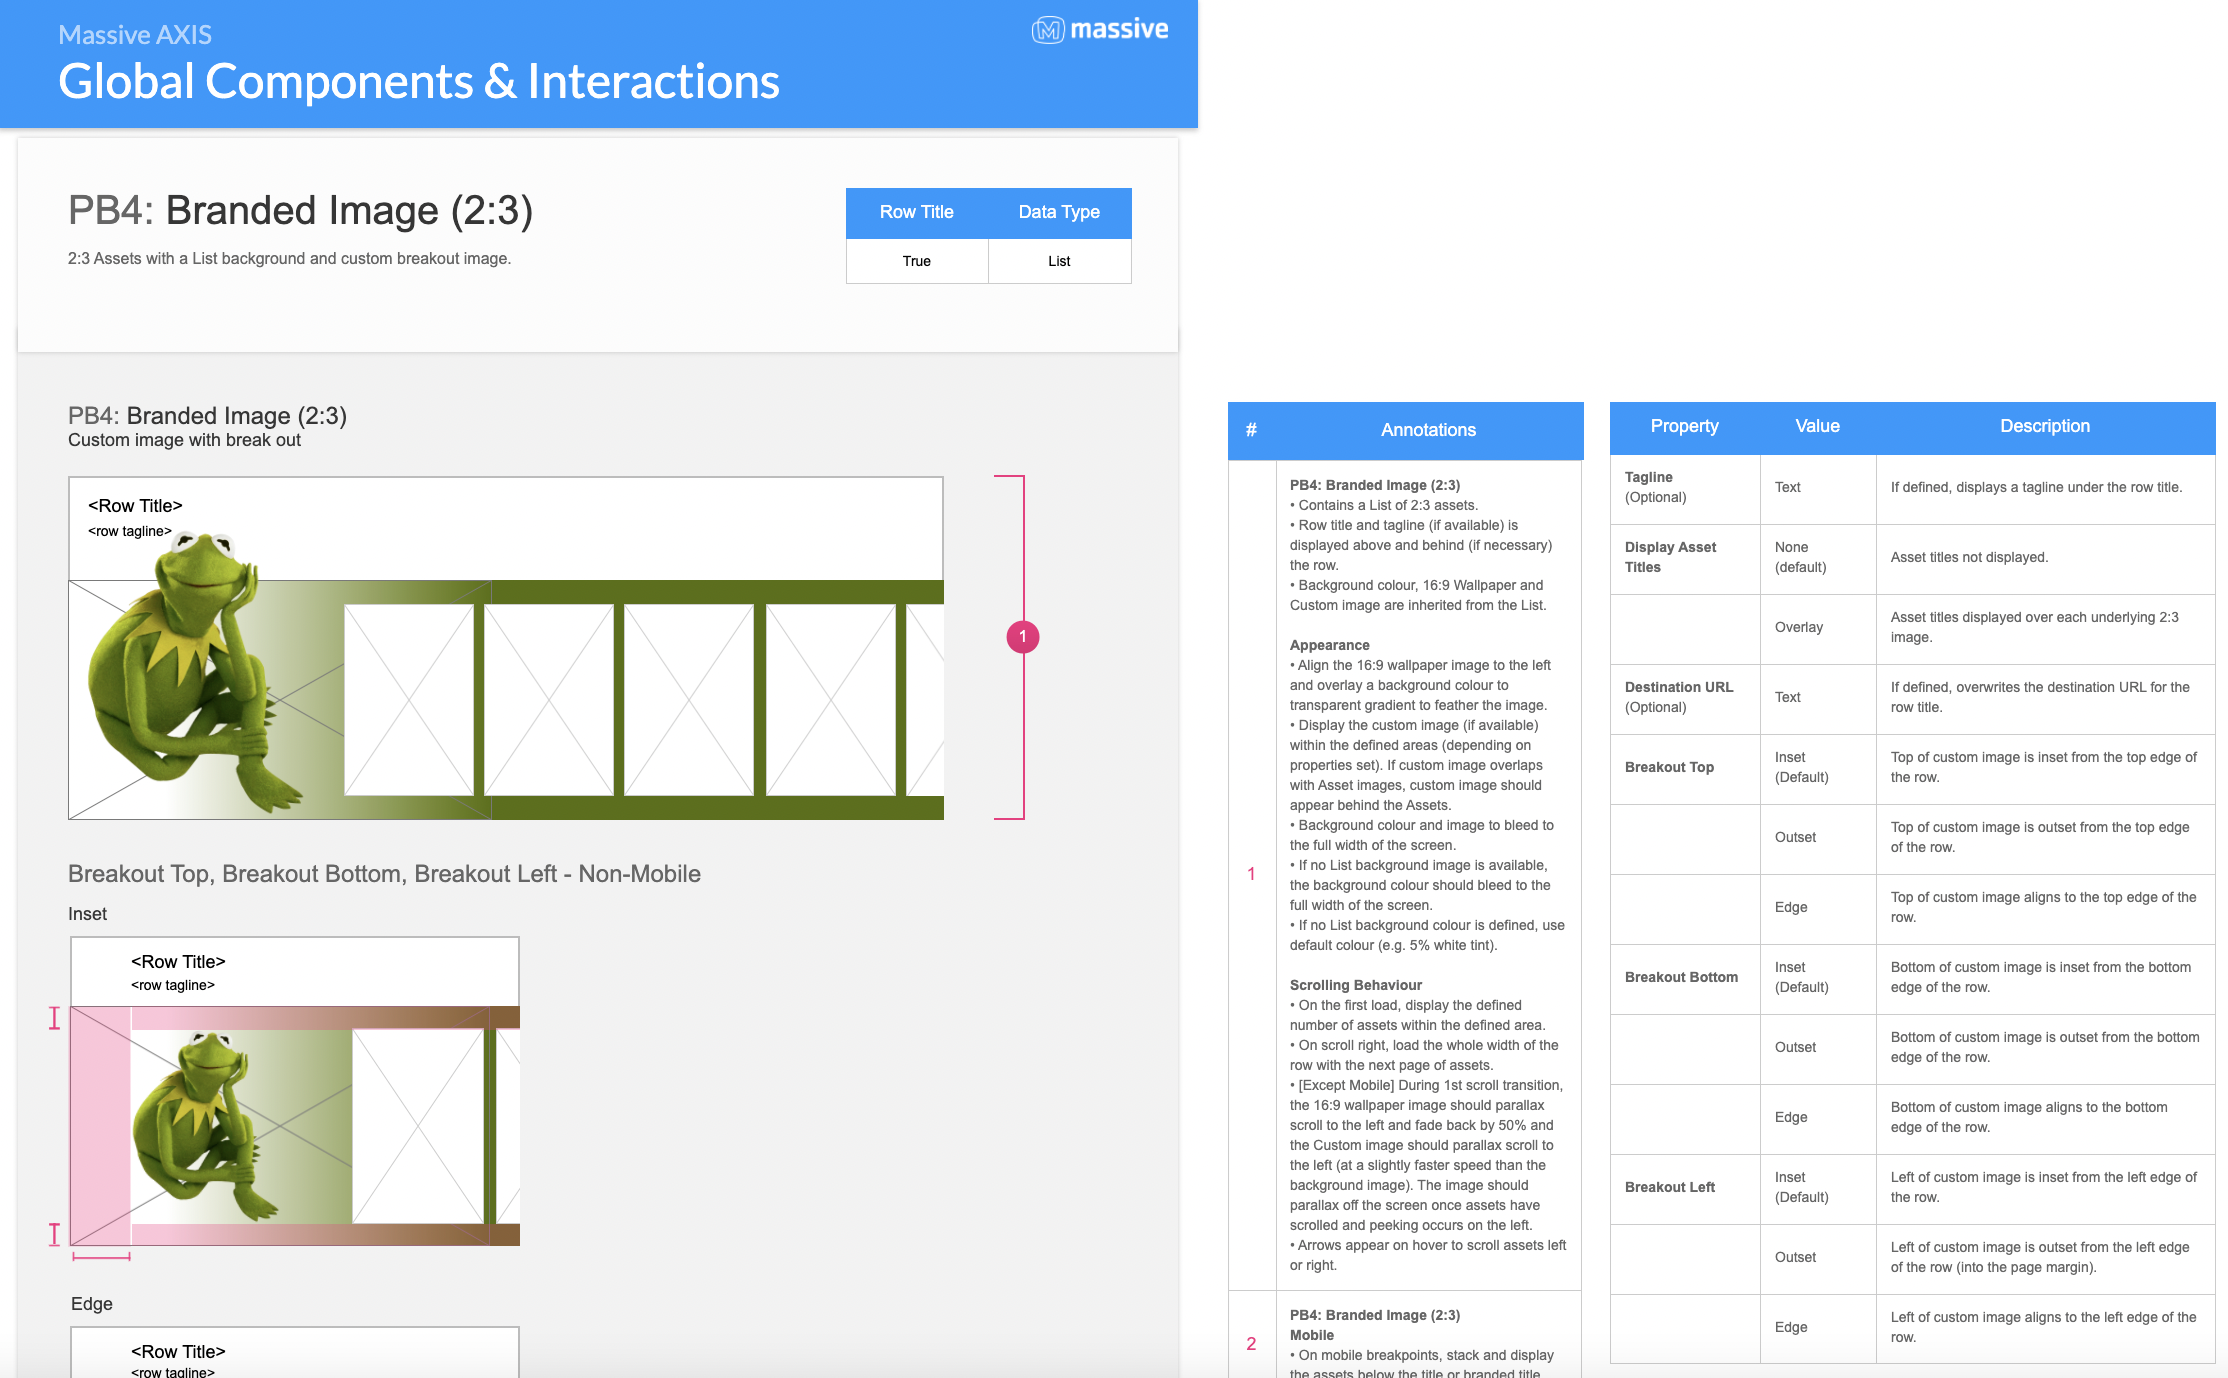 Massive AXIS
massive
Global Components & Interactions
PB4: Branded Image (2:3)
2:3 Assets with a List background and custom breakout image.
Row Title Data Type
True List
PB4: Branded Image (2:3)
Custom image with break out
<Row Title>
<row tagline>
1
Breakout Top, Breakout Bottom, Breakout Left - Non-Mobile
Inset
<Row Title>
<row tagline>
Edge
<Row Title>
<row tagline>
# Annotations
1
PB4: Branded Image (2:3)
• Contains a List of 2:3 assets.
• Row title and tagline (if available) is
displayed above and behind (if necessary)
the row.
• Background colour, 16:9 Wallpaper and
Custom image are inherited from the List.
Appearance
• Align the 16:9 wallpaper image to the left
and overlay a background colour to
transparent gradient to feather the image.
• Display the custom image (if available)
within the defined areas (depending on
properties set). If custom image overlaps
with Asset images, custom image should
appear behind the Assets.
• Background colour and image to bleed to
the full width of the screen.
• If no List background image is available,
the background colour should bleed to the
full width of the screen.
• If no List background colour is defined, use
default colour (e.g. 5% white tint).
Scrolling Behaviour
• On the first load, display the defined
number of assets within the defined area.
• On scroll right, load the whole width of the
row with the next page of assets.
• [Except Mobile] During 1st scroll transition,
the 16:9 wallpaper image should parallax
scroll to the left and fade back by 50% and
the Custom image should parallax scroll to
the left (at a slightly faster speed than the
background image). The image should
parallax off the screen once assets have
scrolled and peeking occurs on the left.
• Arrows appear on hover to scroll assets left
or right.
2
PB4: Branded Image (2:3)
Mobile
• On mobile breakpoints, stack and display
the assets below the title or branded title
Property Value Description
Tagline
(Optional)
Text
If defined, displays a tagline under the row title.
Display Asset
Titles
None
(default)
Asset titles not displayed.
Overlay
Asset titles displayed over each underlying 2:3
image.
Destination URL
(Optional)
Text
If defined, overwrites the destination URL for the
row title.
Breakout Top
Inset
(Default)
Top of custom image is inset from the top edge of
the row.
Outset
Top of custom image is outset from the top edge
of the row.
Edge
Top of custom image aligns to the top edge of the
row.
Breakout Bottom
Inset
(Default)
Bottom of custom image is inset from the bottom
edge of the row.
Outset
Bottom of custom image is outset from the bottom
edge of the row.
Edge
Bottom of custom image aligns to the bottom
edge of the row.
Breakout Left
Inset
(Default)
Left of custom image is inset from the left edge of
the row.
Outset
Left of custom image is outset from the left edge
of the row (into the page margin).
Edge
Left of custom image aligns to the left edge of the
row.